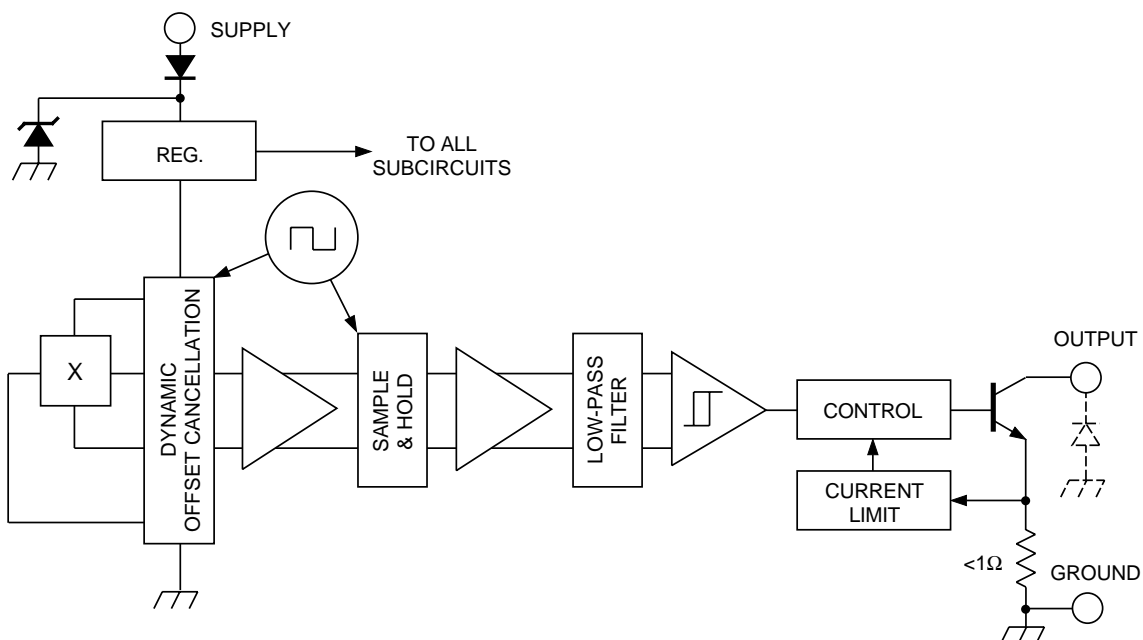 SUPPLY
REG.
TO ALL
SUBCIRCUITS
X
DYNAMIC
OFFSET CANCELLATION
SAMPLE
& HOLD
LOW-PASS
FILTER
CONTROL
CURRENT
LIMIT
OUTPUT
<1Ω
GROUND